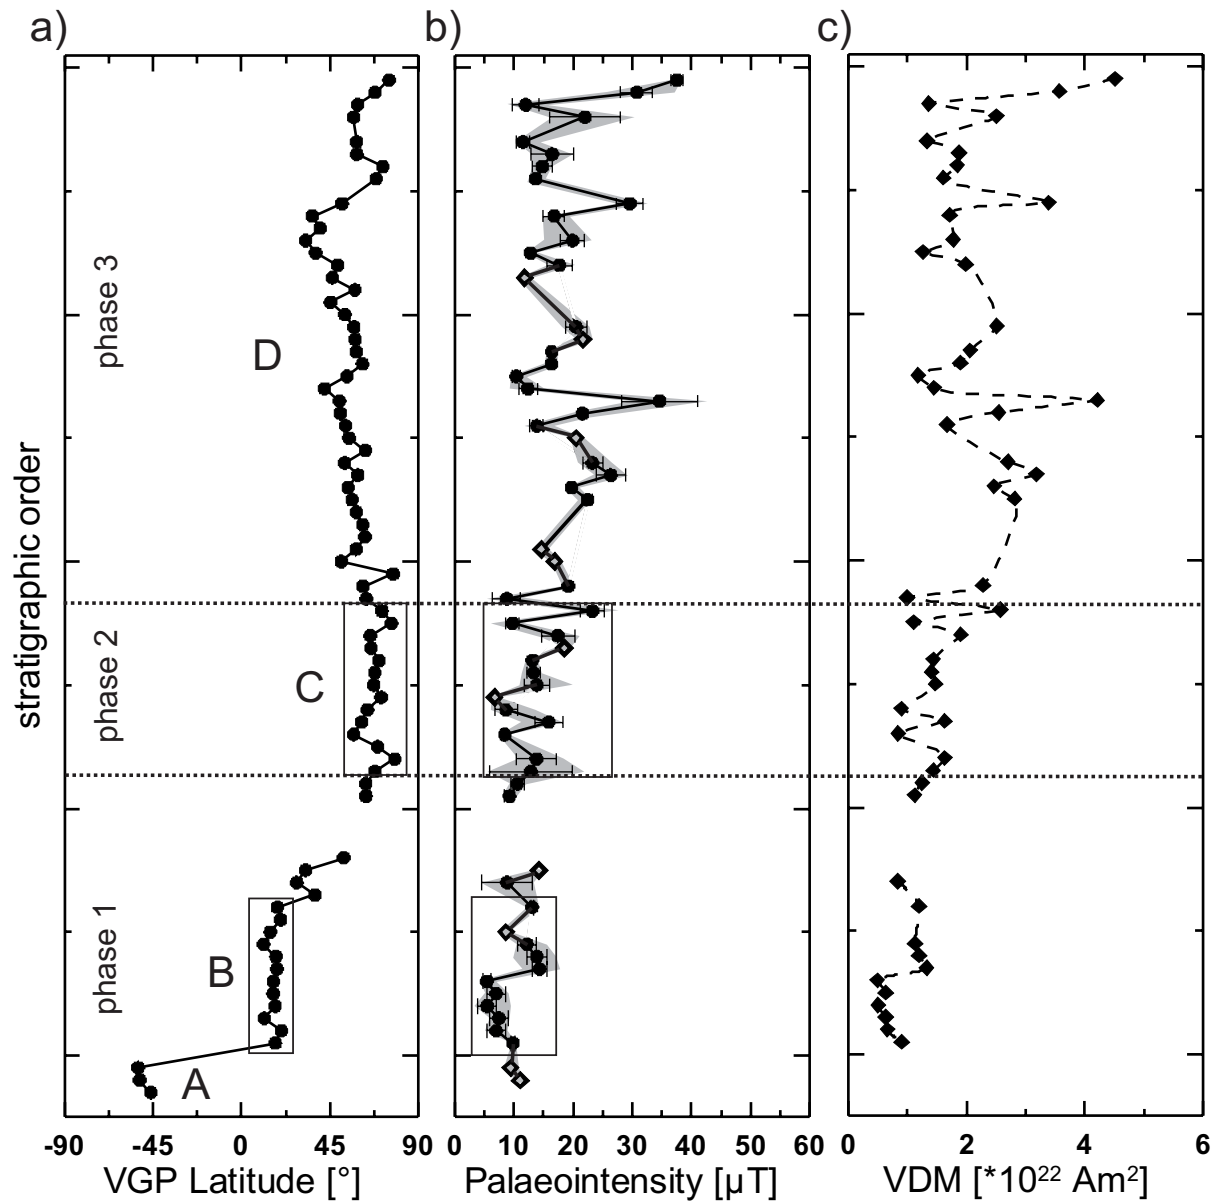 a)
b)
c)
stratigraphic order
phase 3
phase 2
phase 1
D
C
B
A
-90 -45 0 45 90
VGP Latitude [°]
0 10 20 30 40 50 60
Palaeointensity [µT]
0 2 4 6
VDM [*10²² Am²]